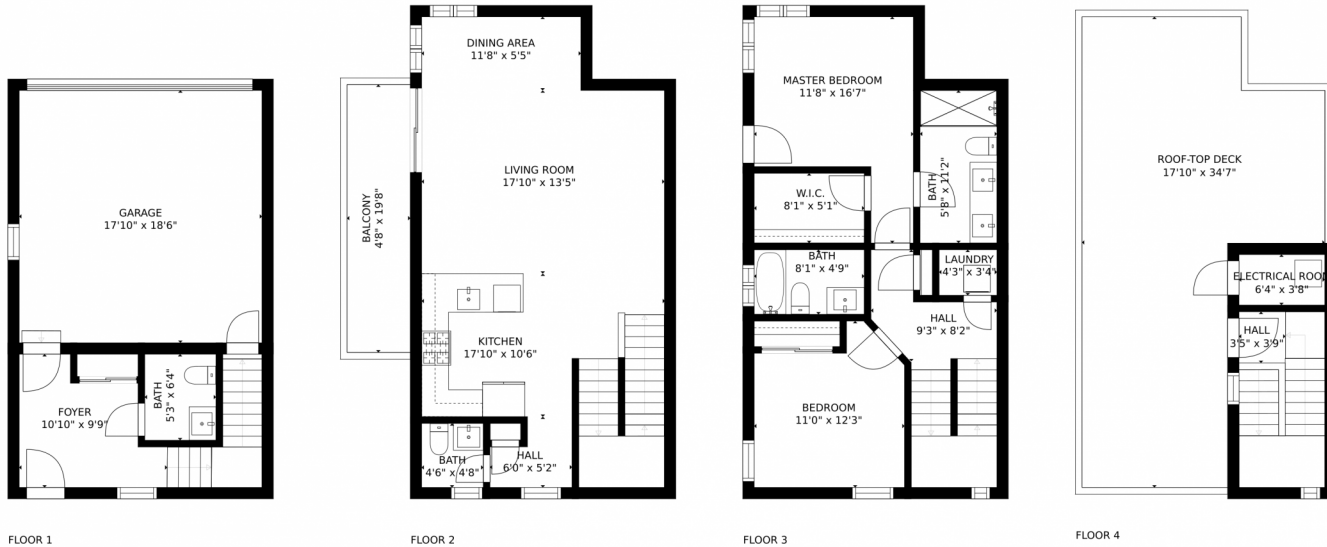 GARAGE
17'10" x 18'6"
BATH
5'3" x 6'4"
FOYER
10'10" x 9'9"
FLOOR 1
DINING AREA
11'8" x 5'5"
LIVING ROOM
17'10" x 13'5"
BALCONY
4'8" x 19'8"
KITCHEN
17'10" x 10'6"
BATH
4'6" x 4'8"
HALL
6'0" x 5'2"
FLOOR 2
MASTER BEDROOM
11'8" x 16'7"
BATH
5'8" x 11'2"
W.I.C.
8'1" x 5'1"
BATH
8'1" x 4'9"
LAUNDRY
4'3" x 3'4"
HALL
9'3" x 8'2"
BEDROOM
11'0" x 12'3"
FLOOR 3
ROOF-TOP DECK
17'10" x 34'7"
ELECTRICAL ROOM
6'4" x 3'8"
HALL
3'5" x 3'9"
FLOOR 4